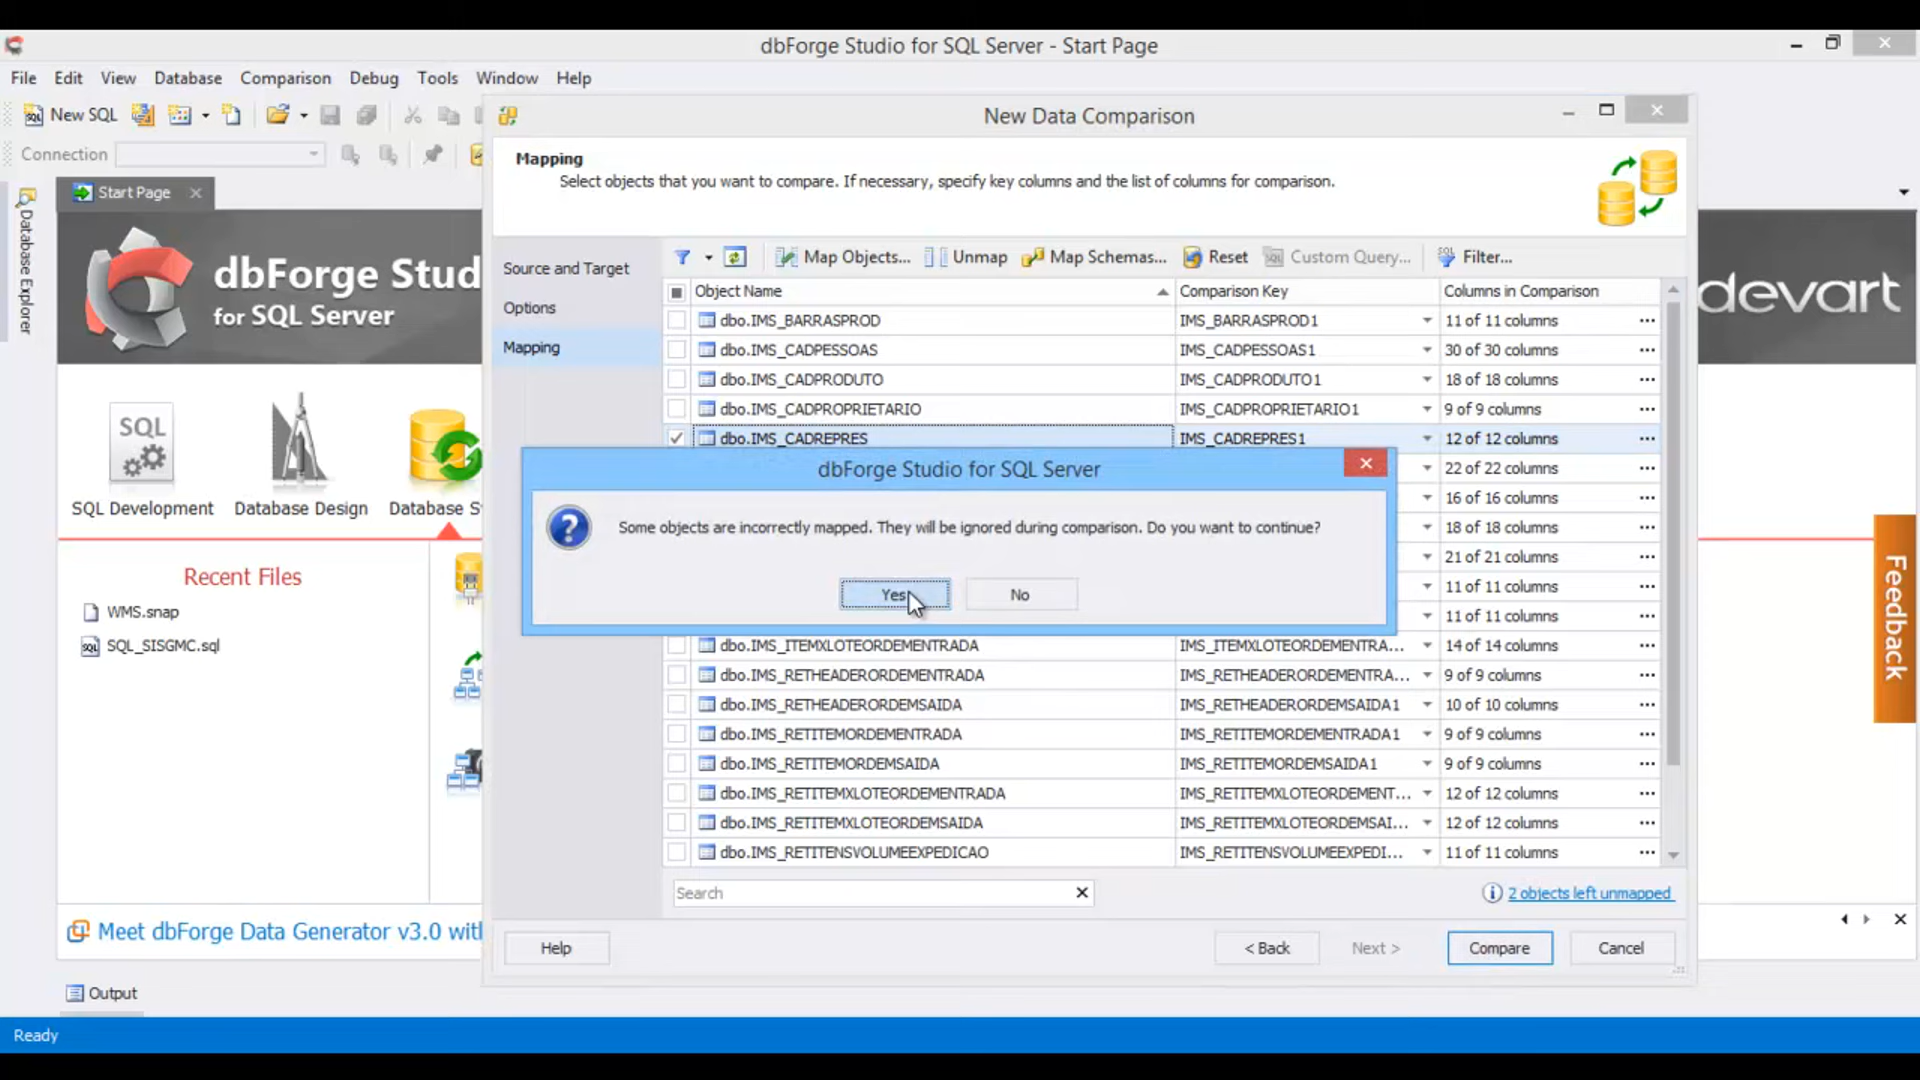 dbForge Studio for SQL Server - Start Page
File Edit View Database Comparison Debug Tools Window Help
New SQL
Connection
Start Page
Database Explorer
dbForge Stud
for SQL Server
SQL
SQL Development
Database Design
Database S
Recent Files
WMS.snap
SQL_SISGMC.sql
Meet dbForge Data Generator v3.0 with
Output
Ready
devart
Feedback
New Data Comparison
Mapping
Select objects that you want to compare. If necessary, specify key columns and the list of columns for comparison.
Source and Target
Options
Mapping
Map Objects... Unmap Map Schemas... Reset Custom Query... Filter...
Object Name Comparison Key Columns in Comparison
dbo.IMS_BARRASPROD IMS_BARRASPROD1 11 of 11 columns ...
dbo.IMS_CADPESSOAS IMS_CADPESSOAS1 30 of 30 columns ...
dbo.IMS_CADPRODUTO IMS_CADPRODUTO1 18 of 18 columns ...
dbo.IMS_CADPROPRIETARIO IMS_CADPROPRIETARIO1 9 of 9 columns ...
dbo.IMS_CADREPRES IMS_CADREPRES1 12 of 12 columns ...
22 of 22 columns ...
16 of 16 columns ...
18 of 18 columns ...
21 of 21 columns ...
11 of 11 columns ...
11 of 11 columns ...
dbForge Studio for SQL Server
Some objects are incorrectly mapped. They will be ignored during comparison. Do you want to continue?
Yes No
dbo.IMS_ITEMXLOTEORDEMENTRADA IMS_ITEMXLOTEORDEMENTRA... 14 of 14 columns ...
dbo.IMS_RETHEADERORDEMENTRADA IMS_RETHEADERORDEMENTRA... 9 of 9 columns ...
dbo.IMS_RETHEADERORDEMSAIDA IMS_RETHEADERORDEMSAIDA1 10 of 10 columns ...
dbo.IMS_RETITEMORDEMENTRADA IMS_RETITEMORDEMENTRADA1 9 of 9 columns ...
dbo.IMS_RETITEMORDEMSAIDA IMS_RETITEMORDEMSAIDA1 9 of 9 columns ...
dbo.IMS_RETITEMXLOTEORDEMENTRADA IMS_RETITEMXLOTEORDEMENT... 12 of 12 columns ...
dbo.IMS_RETITEMXLOTEORDEMSAIDA IMS_RETITEMXLOTEORDEMSAI... 12 of 12 columns ...
dbo.IMS_RETITENSVOLUMEEXPEDICAO IMS_RETITENSVOLUMEEXPEDI... 11 of 11 columns ...
Search
2 objects left unmapped
Help < Back Next > Compare Cancel